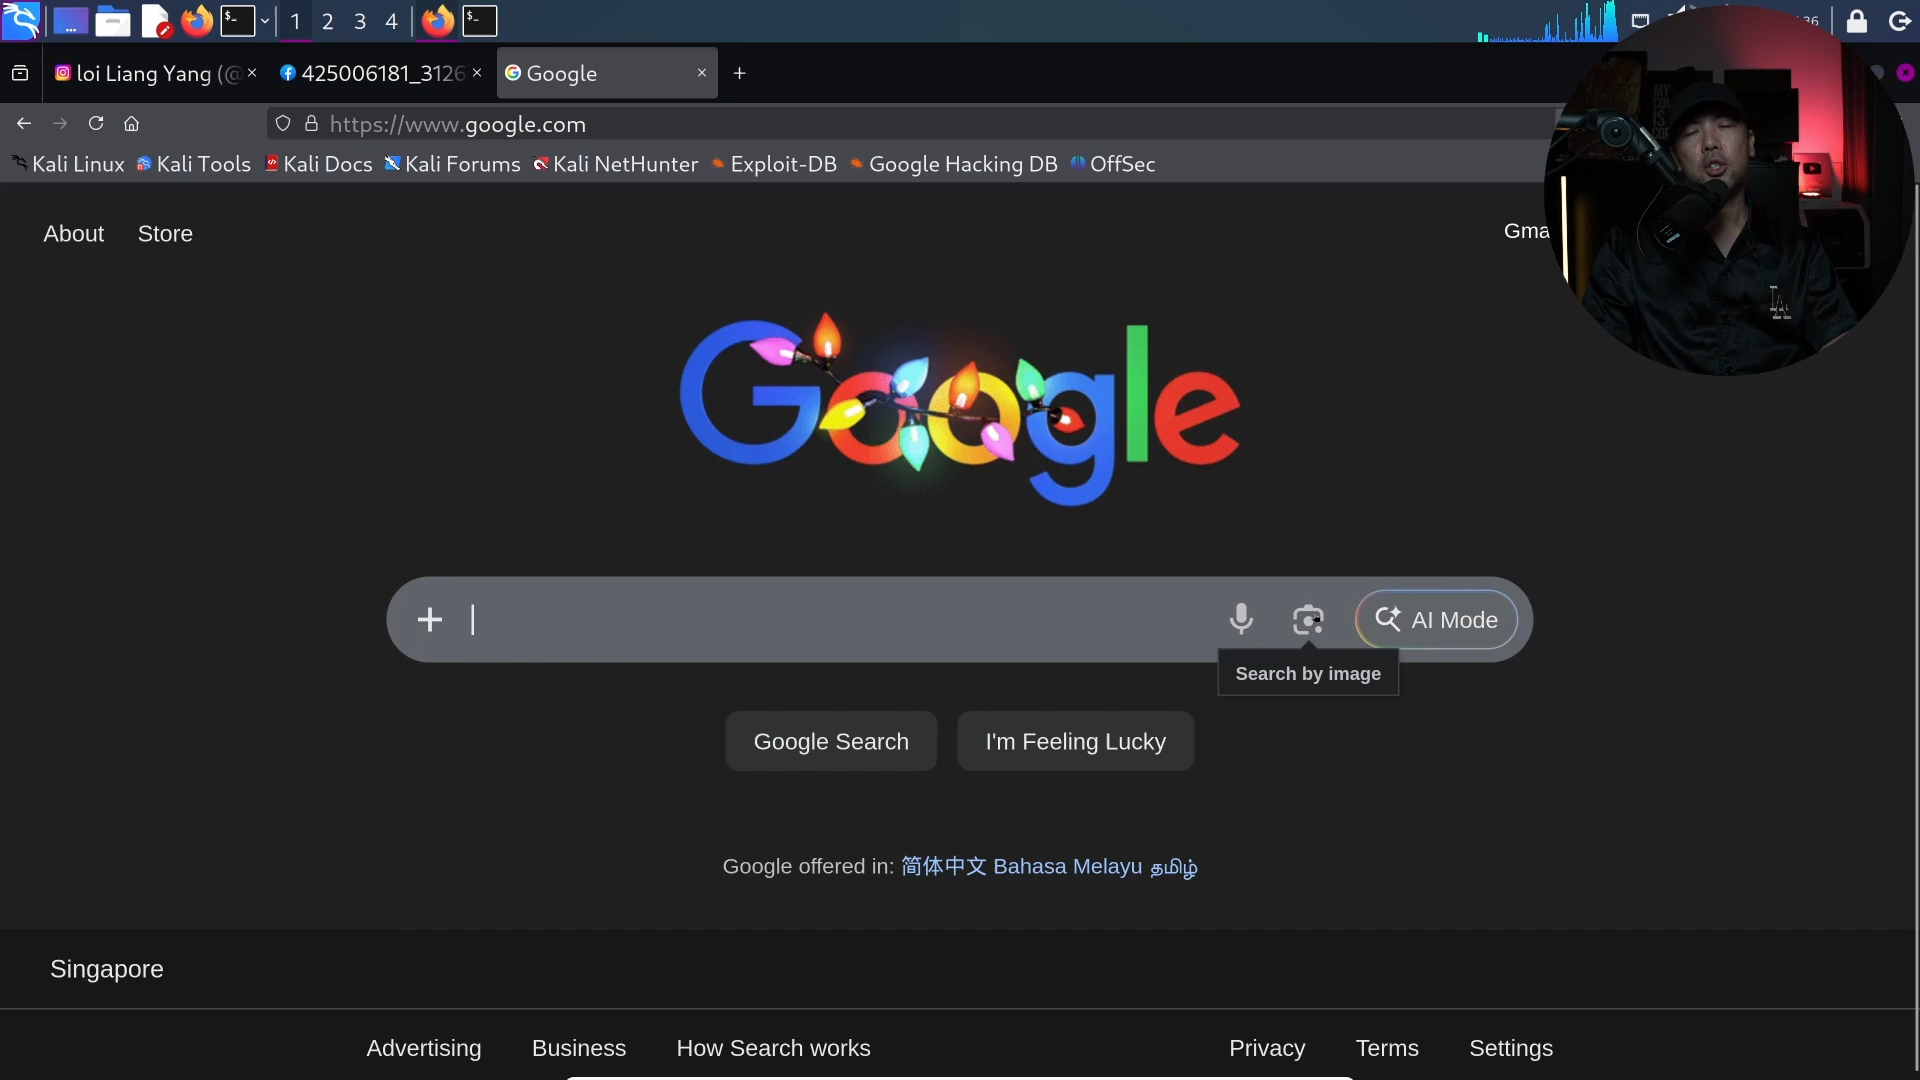 1 2 3 4
loi Liang Yang (@
425006181_3126
Google
https://www.google.com
Kali Linux Kali Tools Kali Docs Kali Forums Kali NetHunter Exploit-DB Google Hacking DB OffSec
About Store
Gma
Google
AI Mode
Search by image
Google Search I'm Feeling Lucky
Google offered in: 简体中文 Bahasa Melayu தமிழ்
Singapore
Advertising Business How Search works Privacy Terms Settings